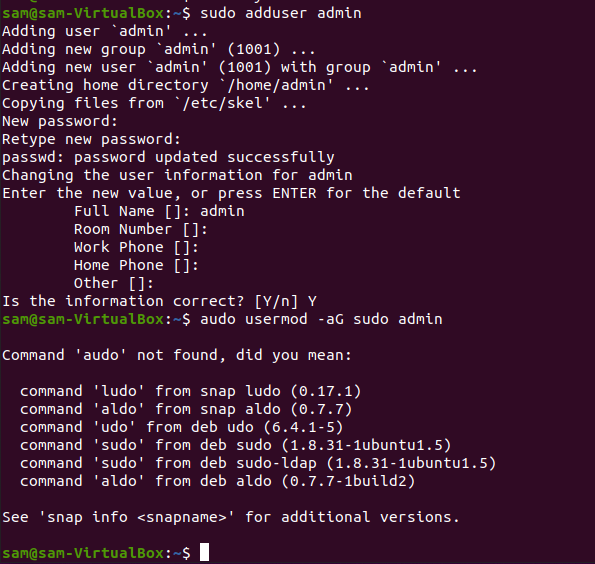 sam@sam-VirtualBox:~$ sudo adduser admin
Adding user `admin' ...
Adding new group `admin' (1001) ...
Adding new user `admin' (1001) with group `admin' ...
Creating home directory `/home/admin' ...
Copying files from `/etc/skel' ...
New password:
Retype new password:
passwd: password updated successfully
Changing the user information for admin
Enter the new value, or press ENTER for the default
        Full Name []: admin
        Room Number []:
        Work Phone []:
        Home Phone []:
        Other []:
Is the information correct? [Y/n] Y
sam@sam-VirtualBox:~$ audo usermod -aG sudo admin

Command 'audo' not found, did you mean:

  command 'ludo' from snap ludo (0.17.1)
  command 'aldo' from snap aldo (0.7.7)
  command 'udo' from deb udo (6.4.1-5)
  command 'sudo' from deb sudo (1.8.31-1ubuntu1.5)
  command 'sudo' from deb sudo-ldap (1.8.31-1ubuntu1.5)
  command 'aldo' from deb aldo (0.7.7-1build2)

See 'snap info <snapname>' for additional versions.

sam@sam-VirtualBox:~$